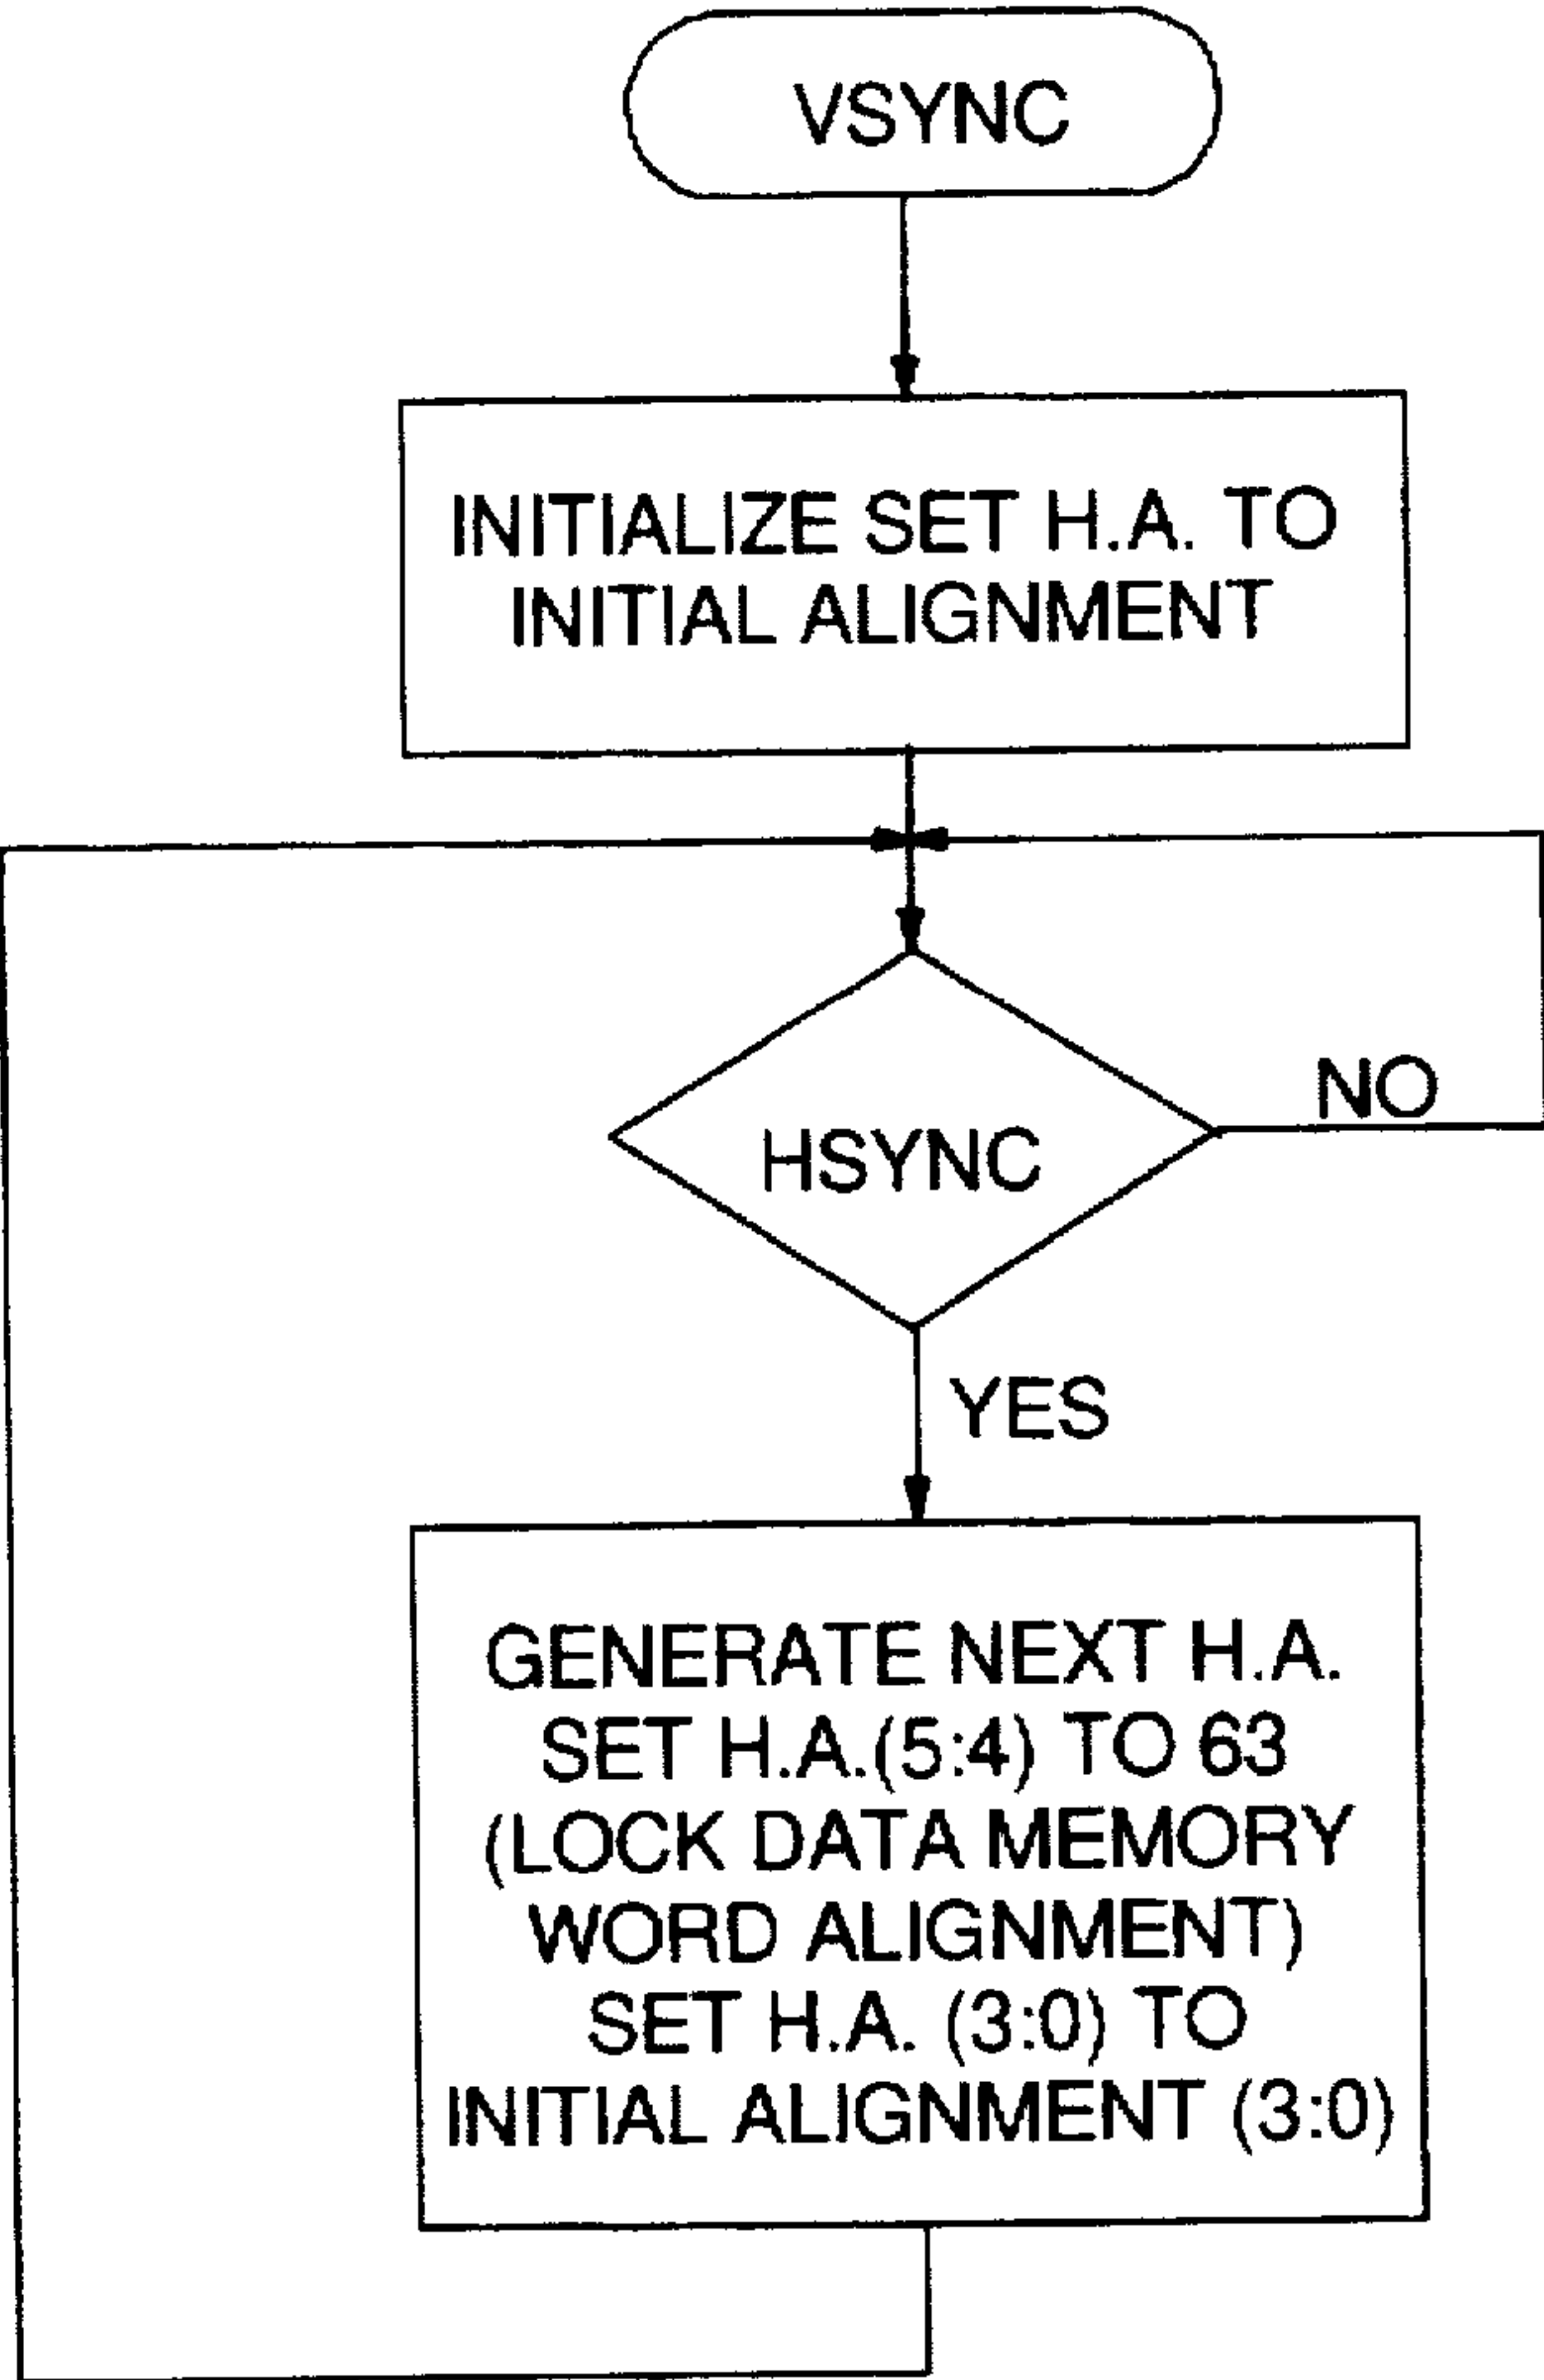 VSYNC
INITIALIZE SET H.A. TO
INITIAL ALIGNMENT
HSYNC
NO
YES
GENERATE NEXT H.A.
SET H.A.(5:4) TO 63
(LOCK DATA MEMORY
WORD ALIGNMENT)
SET H.A. (3:0) TO
INITIAL ALIGNMENT (3:0)